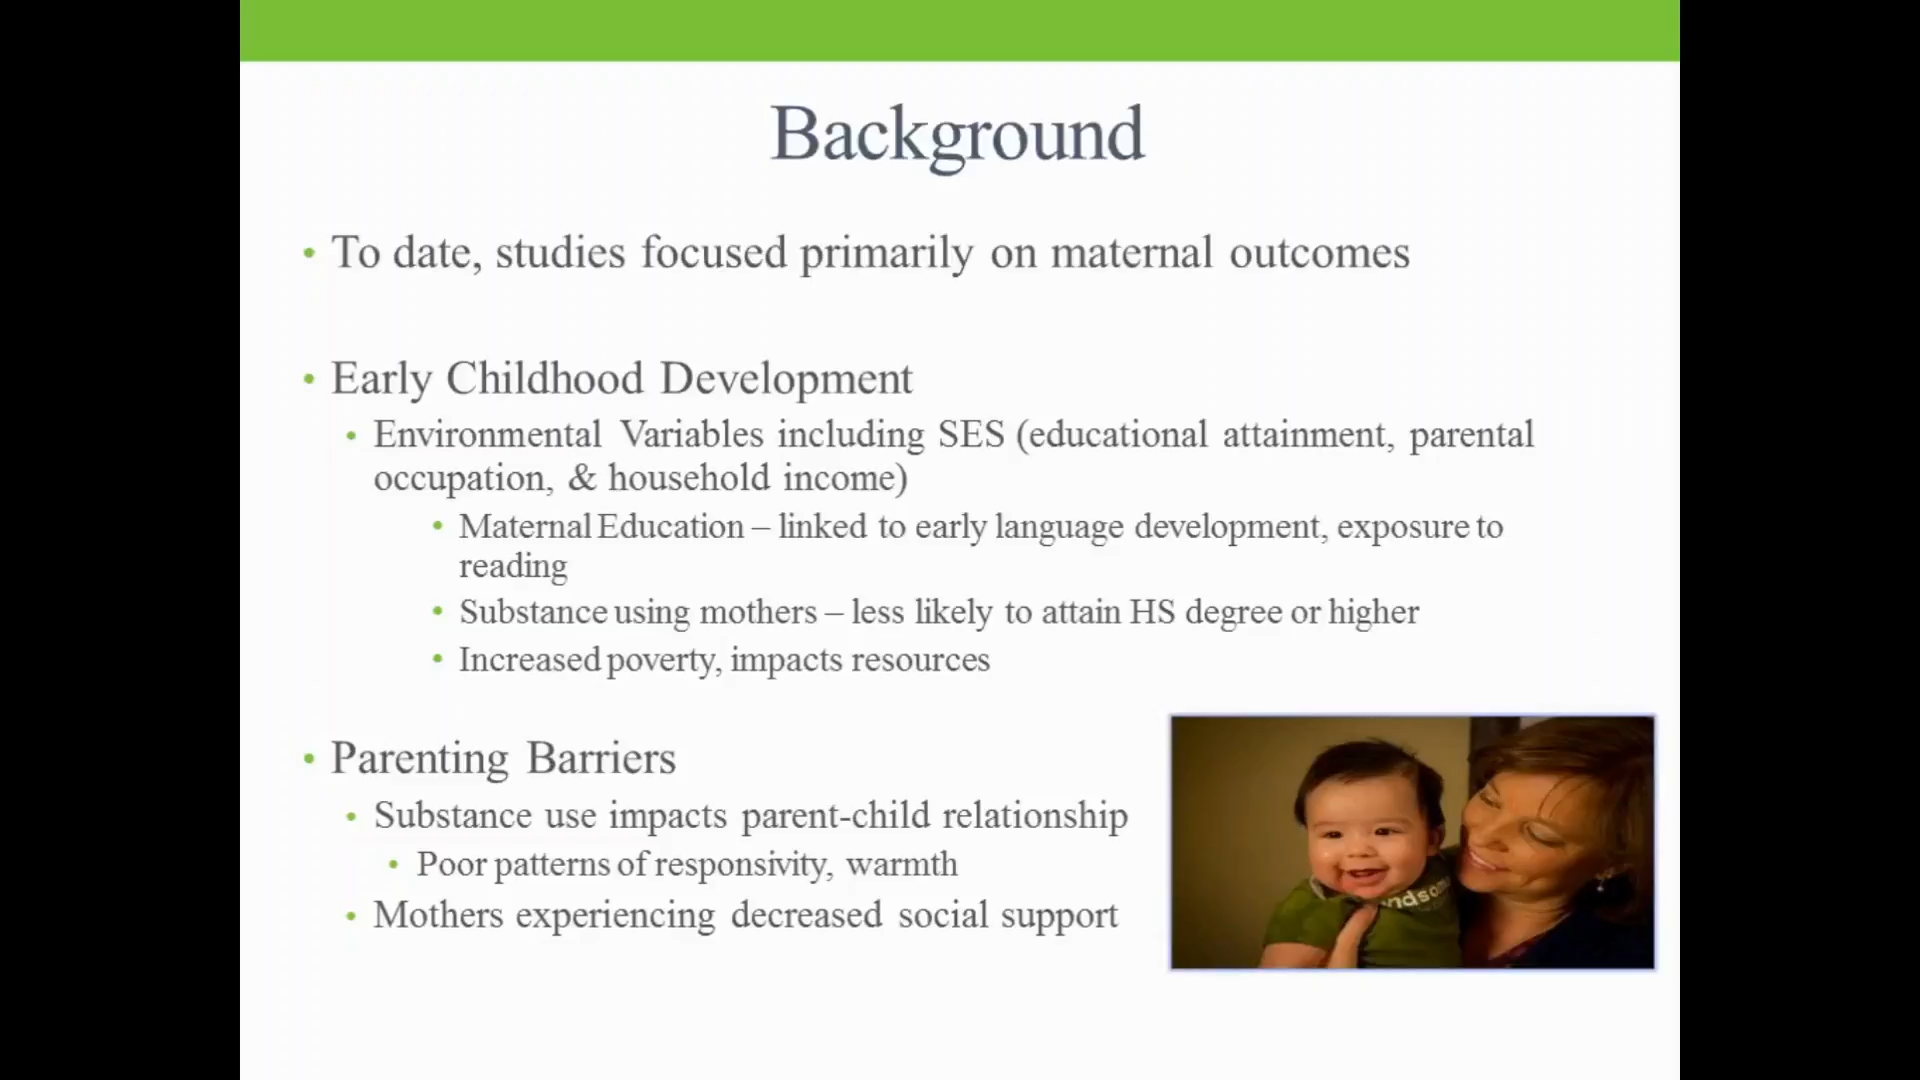 Background
• To date, studies focused primarily on maternal outcomes
• Early Childhood Development
• Environmental Variables including SES (educational attainment, parental
occupation, & household income)
• Maternal Education – linked to early language development, exposure to
reading
• Substance using mothers – less likely to attain HS degree or higher
• Increased poverty, impacts resources
• Parenting Barriers
• Substance use impacts parent-child relationship
• Poor patterns of responsivity, warmth
• Mothers experiencing decreased social support